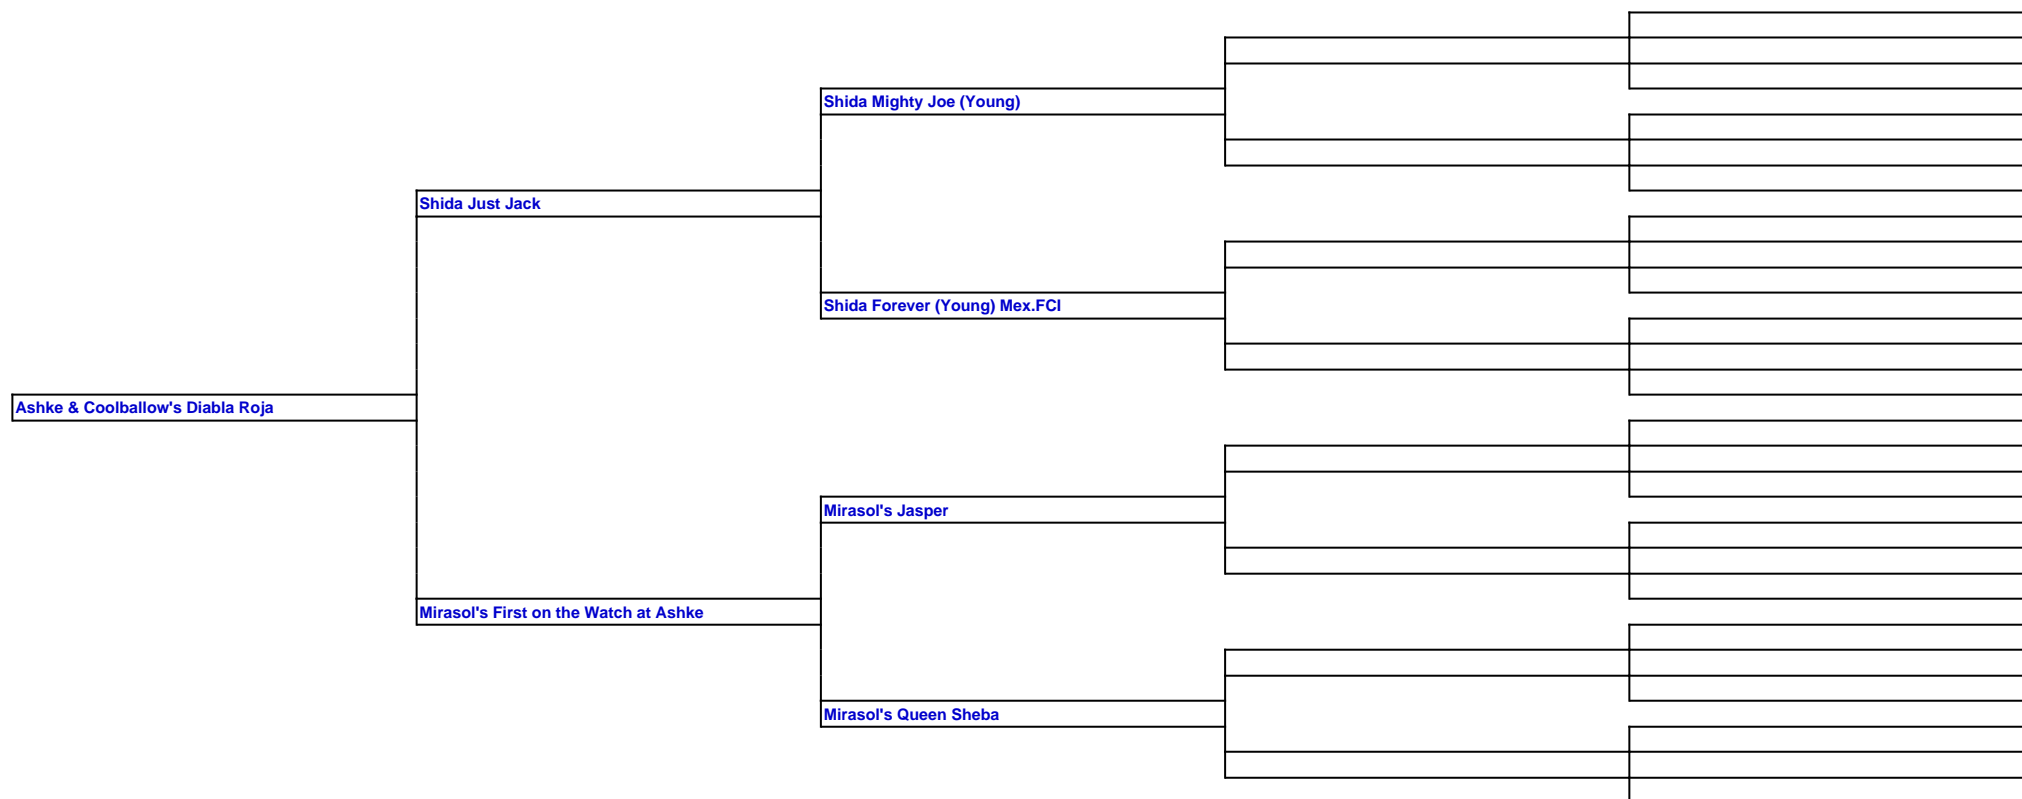 Shida Mighty Joe (Young)
Shida Just Jack
Shida Forever (Young) Mex.FCI
Ashke & Coolballow's Diabla Roja
Mirasol's Jasper
Mirasol's First on the Watch at Ashke
Mirasol's Queen Sheba